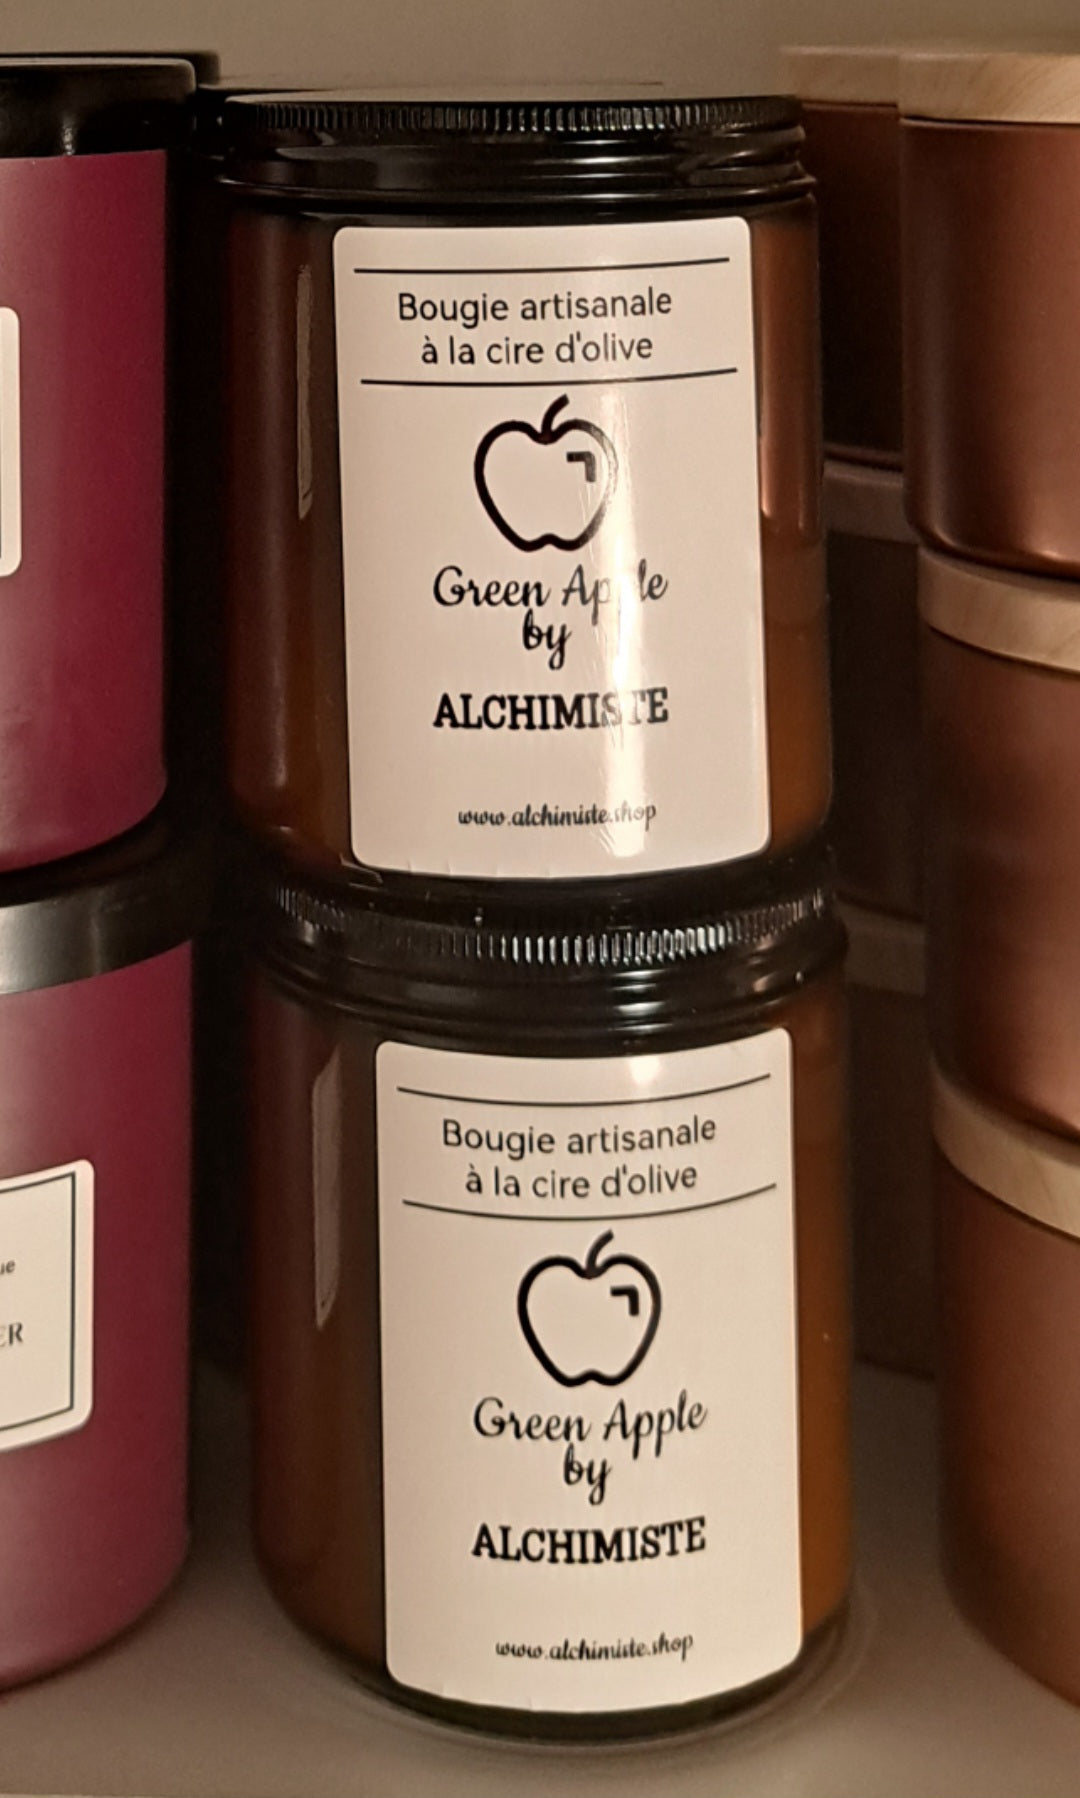 Bougie artisanale
à la cire d'olive
Green Apple
by
ALCHIMISTE
www.alchimiste.shop
Bougie artisanale
à la cire d'olive
Green Apple
by
ALCHIMISTE
www.alchimiste.shop